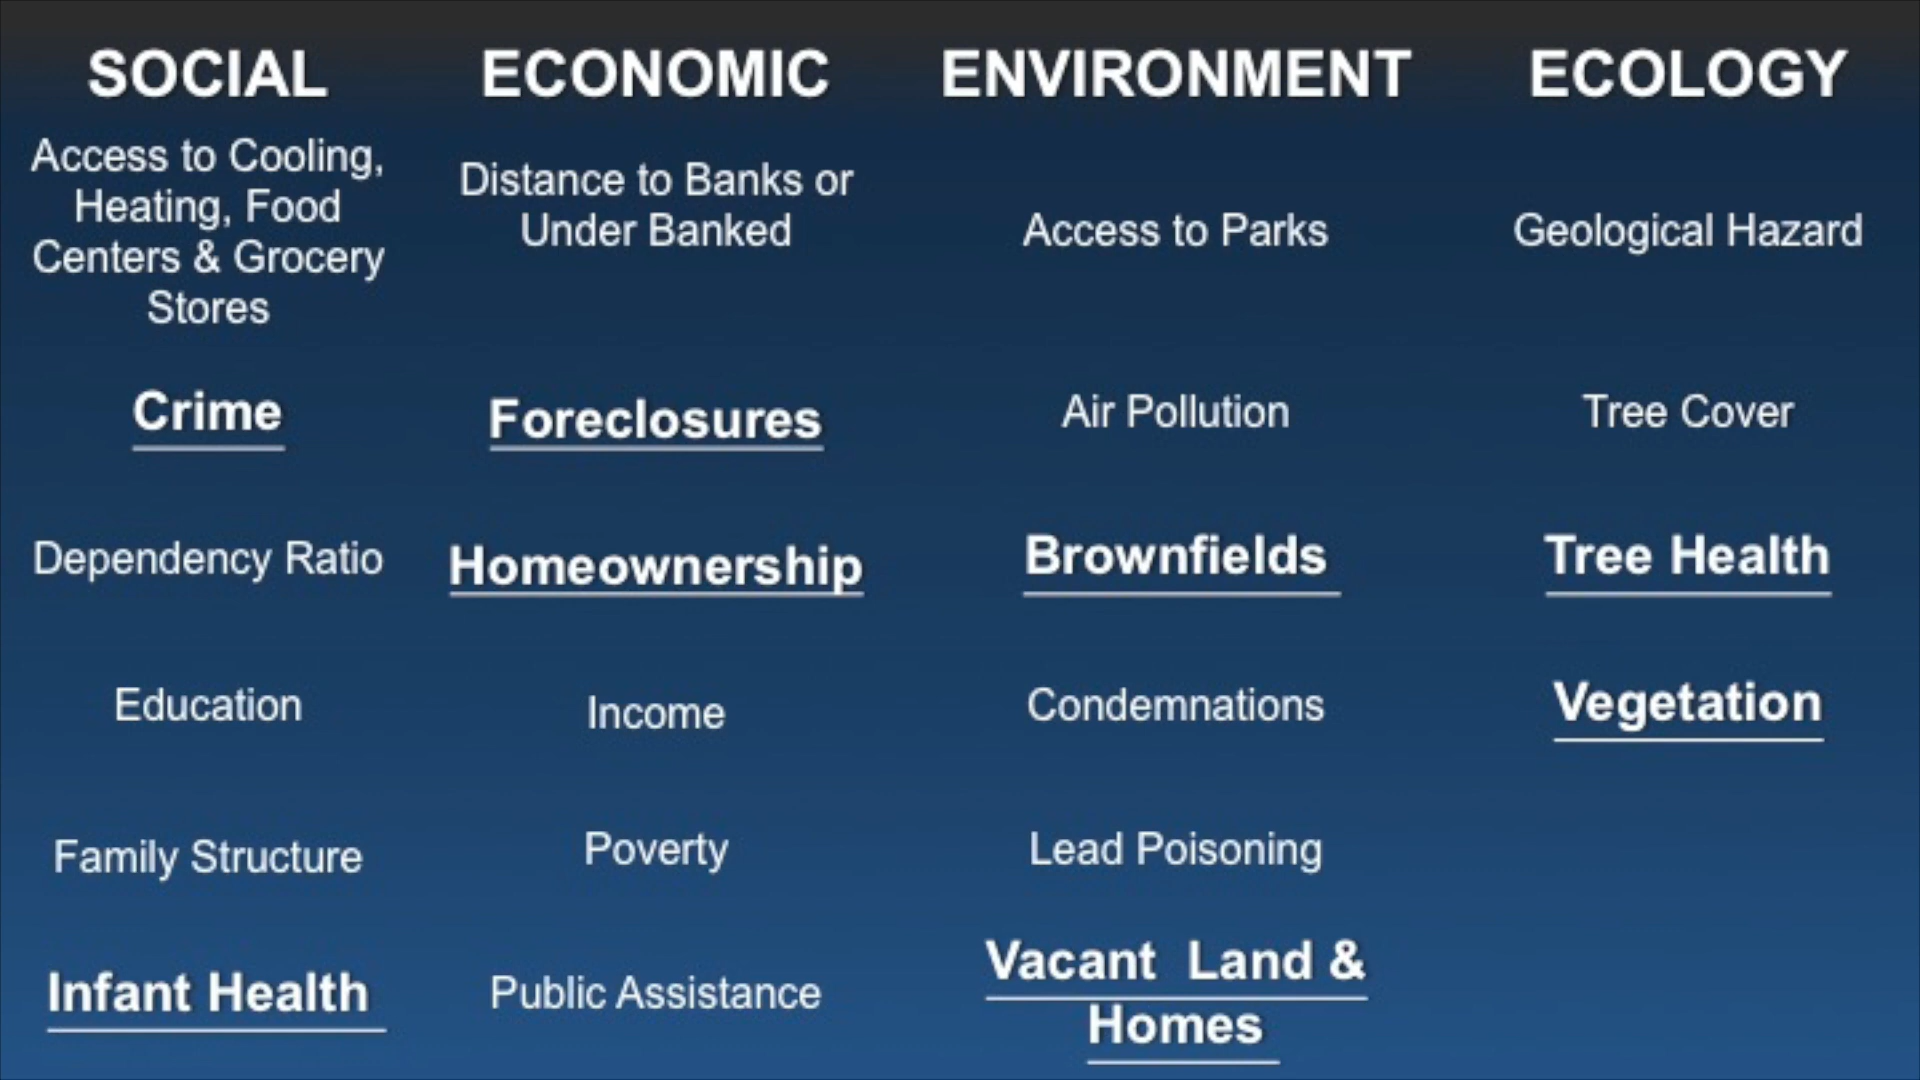 SOCIAL ECONOMIC ENVIRONMENT ECOLOGY
Access to Cooling,
Heating, Food
Centers & Grocery
Stores
Distance to Banks or
Under Banked
Access to Parks
Geological Hazard
Crime
Foreclosures
Air Pollution
Tree Cover
Dependency Ratio
Homeownership
Brownfields
Tree Health
Education
Income
Condemnations
Vegetation
Family Structure
Poverty
Lead Poisoning
Infant Health
Public Assistance
Vacant Land &
Homes